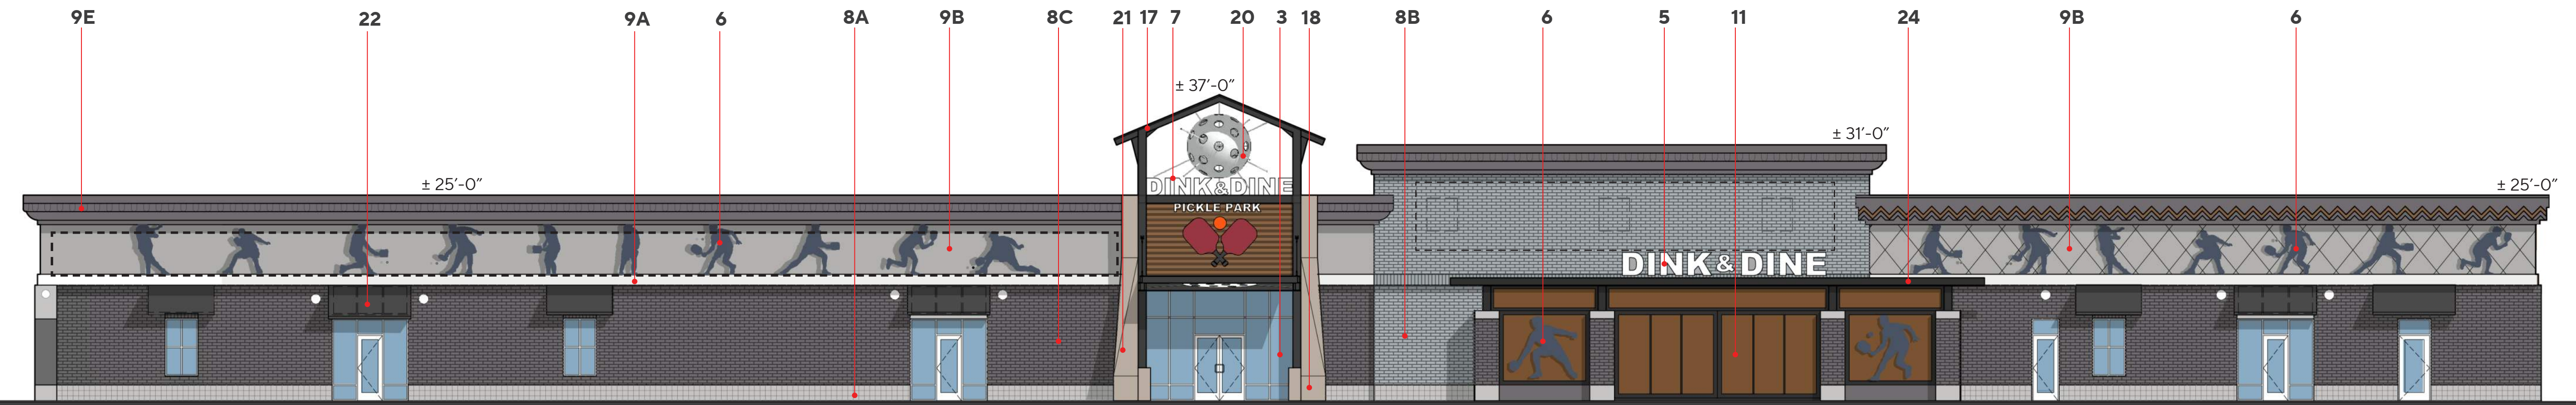 9E 22 9A 6 8A 9B 8C 21 17 7 20 3 18 8B 6 5 11 24 9B 6
± 37'-0"
± 31'-0"
± 25'-0" ± 25'-0"
DINK&DINE
PICKLE PARK
DINK & DINE